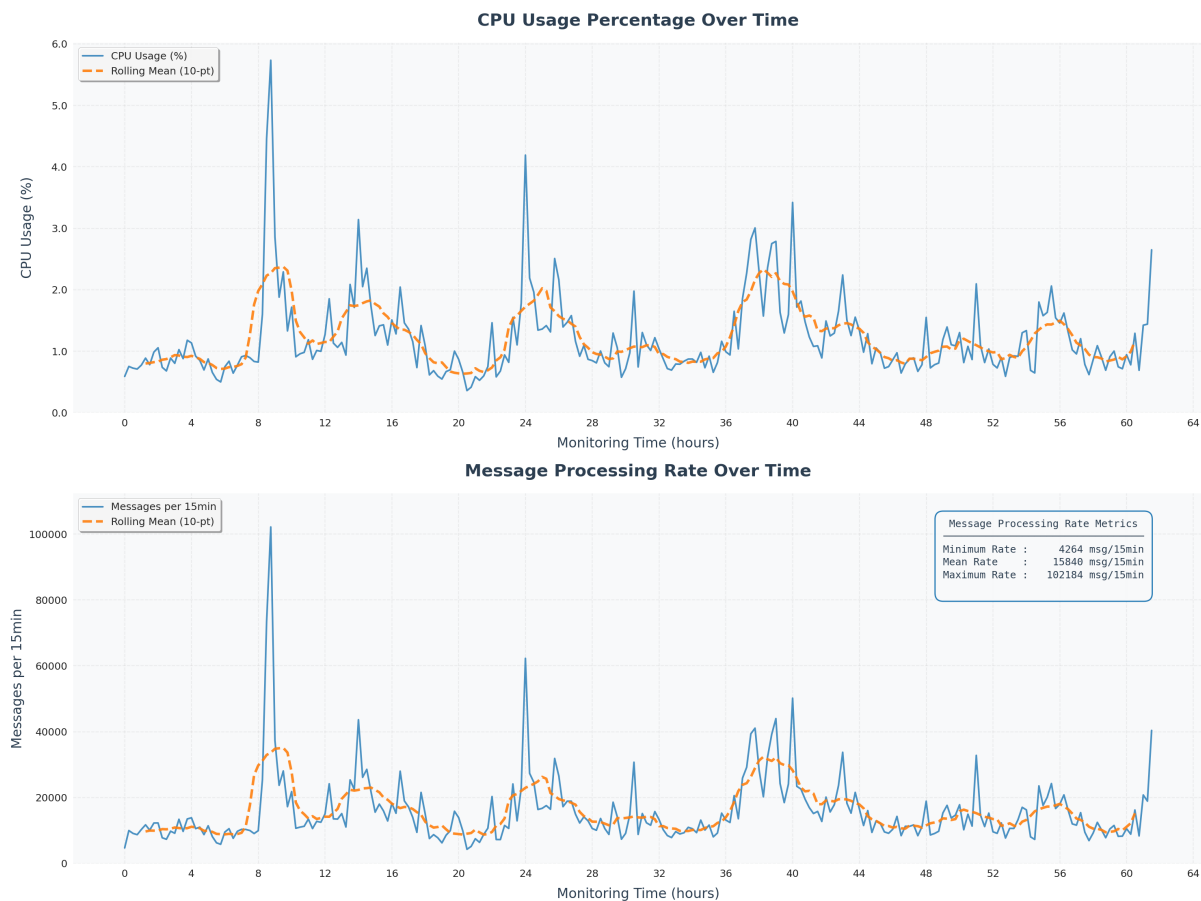 CPU Usage Percentage Over Time
CPU Usage (%)
Rolling Mean (10-pt)
6.0
5.0
4.0
3.0
2.0
1.0
0.0
CPU Usage (%)
0 4 8 12 16 20 24 28 32 36 40 44 48 52 56 60 64
Monitoring Time (hours)
Message Processing Rate Over Time
Messages per 15min
Rolling Mean (10-pt)
Message Processing Rate Metrics
Minimum Rate : 4264 msg/15min
Mean Rate : 15840 msg/15min
Maximum Rate : 102184 msg/15min
100000
80000
60000
40000
20000
0
Messages per 15min
0 4 8 12 16 20 24 28 32 36 40 44 48 52 56 60 64
Monitoring Time (hours)